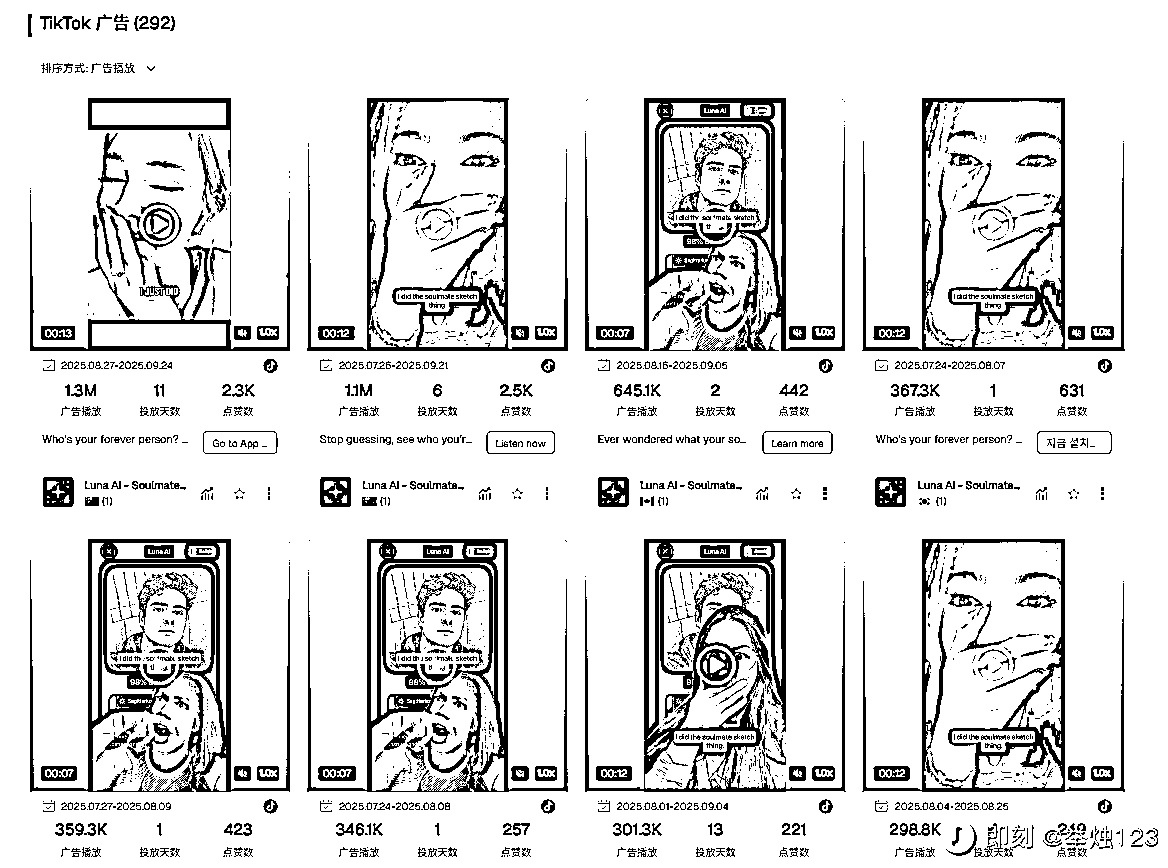 TikTok 广告 (292)
排序方式: 广告播放
I JUST DID
00:13
1.0x
I did the soulmate sketch
thing.
00:12
1.0x
Luna AI
I did the soulmate sketch
98%
00:07
1.0x
I did the soulmate sketch
thing.
00:12
1.0x
2025.08.27-2025.09.24
2025.07.26-2025.09.21
2025.08.16-2025.09.05
2025.07.24-2025.08.07
1.3M 11 2.3K
广告播放 投放天数 点赞数
1.1M 6 2.5K
广告播放 投放天数 点赞数
645.1K 2 442
广告播放 投放天数 点赞数
367.3K 1 631
广告播放 投放天数 点赞数
Who's your forever person? ...
Go to App ...
Stop guessing, see who you'r...
Listen now
Ever wondered what your so...
Learn more
Who's your forever person? ...
지금 설치...
Luna AI - Soulmate...
(1)
Luna AI - Soulmate...
(1)
Luna AI - Soulmate...
(1)
Luna AI - Soulmate...
(1)
Luna AI
I did the soulmate sketch
98%
00:07
1.0x
Luna AI
I did the soulmate sketch
98%
00:07
1.0x
Luna AI
I did the soulmate sketch
thing.
00:12
1.0x
I did the soulmate sketch
thing.
00:12
1.0x
2025.07.27-2025.08.09
2025.07.24-2025.08.08
2025.08.01-2025.09.04
2025.08.04-2025.08.25
359.3K 1 423
广告播放 投放天数 点赞数
346.1K 1 257
广告播放 投放天数 点赞数
301.3K 13 221
广告播放 投放天数 点赞数
298.8K
广告播放 投放天数 点赞数
即刻 @秉烛123